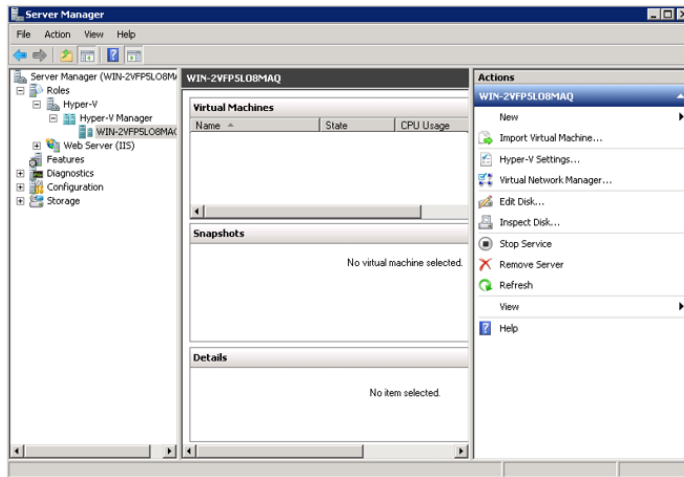 Server Manager
File Action View Help
Server Manager (WIN-2VFP5LO8MA
Roles
Hyper-V
Hyper-V Manager
WIN-2VFP5LO8MAQ
Web Server (IIS)
Features
Diagnostics
Configuration
Storage
WIN-2VFP5LO8MAQ
Virtual Machines
Name State CPU Usage
Snapshots
No virtual machine selected.
Details
No item selected.
Actions
WIN-2VFP5LO8MAQ
New
Import Virtual Machine...
Hyper-V Settings...
Virtual Network Manager...
Edit Disk...
Inspect Disk...
Stop Service
Remove Server
Refresh
View
Help